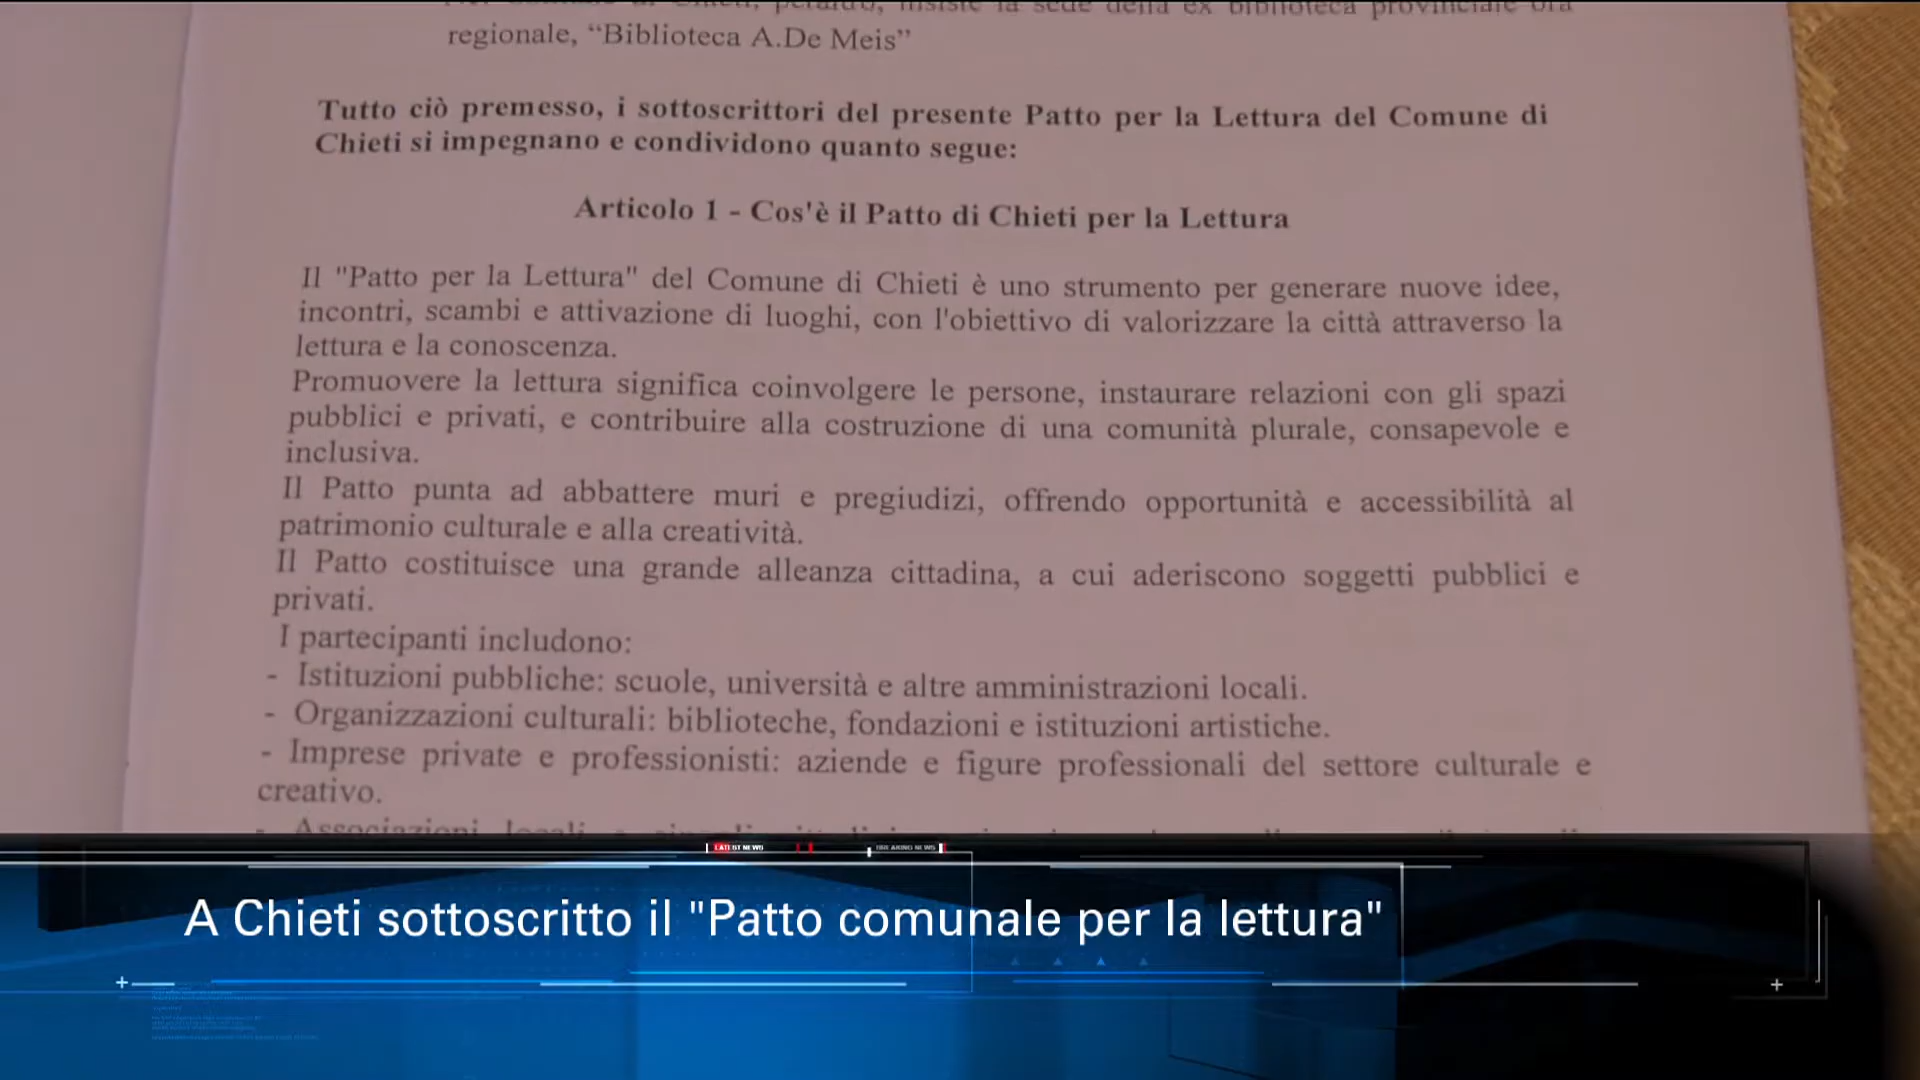 regionale, “Biblioteca A.De Meis”
Tutto ciò premesso, i sottoscrittori del presente Patto per la Lettura del Comune di
Chieti si impegnano e condividono quanto segue:
Articolo 1 - Cos'è il Patto di Chieti per la Lettura
Il "Patto per la Lettura" del Comune di Chieti è uno strumento per generare nuove idee,
incontri, scambi e attivazione di luoghi, con l'obiettivo di valorizzare la città attraverso la
lettura e la conoscenza.
Promuovere la lettura significa coinvolgere le persone, instaurare relazioni con gli spazi
pubblici e privati, e contribuire alla costruzione di una comunità plurale, consapevole e
inclusiva.
Il Patto punta ad abbattere muri e pregiudizi, offrendo opportunità e accessibilità al
patrimonio culturale e alla creatività.
Il Patto costituisce una grande alleanza cittadina, a cui aderiscono soggetti pubblici e
privati.
I partecipanti includono:
- Istituzioni pubbliche: scuole, università e altre amministrazioni locali.
- Organizzazioni culturali: biblioteche, fondazioni e istituzioni artistiche.
- Imprese private e professionisti: aziende e figure professionali del settore culturale e
creativo.
LATEST NEWS
BREAKING NEWS
A Chieti sottoscritto il "Patto comunale per la lettura"